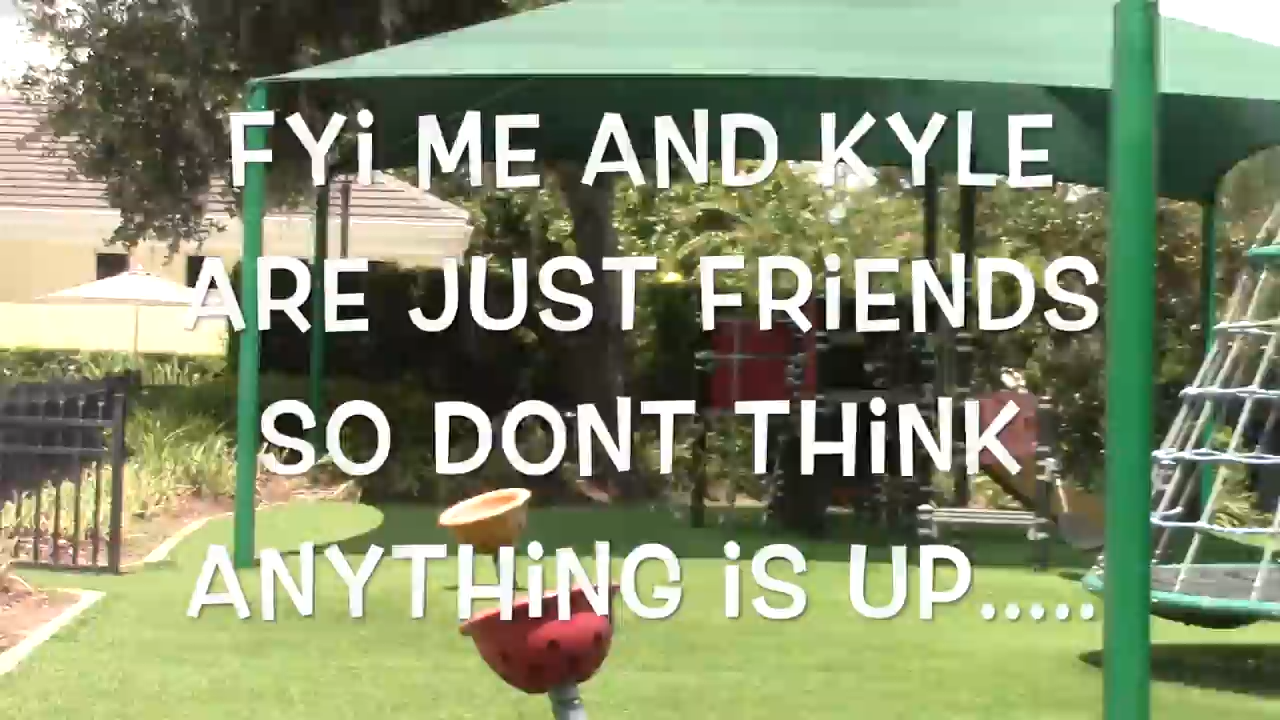 FYi ME AND KYLE
ARE JUST FRiENDS
SO DONT THiNK
ANYTHiNG iS UP.....